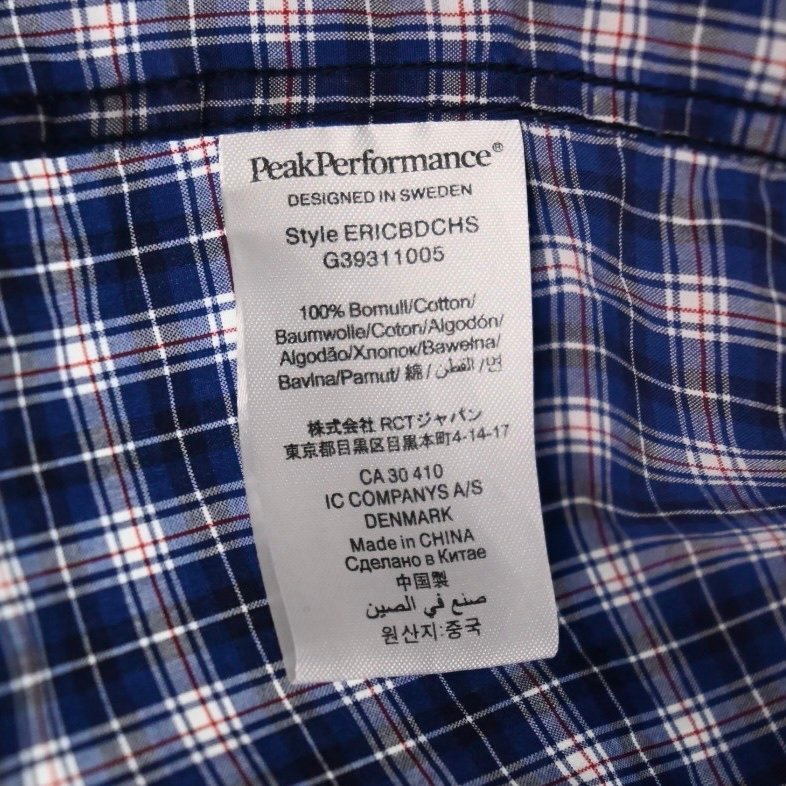 PeakPerformance®
DESIGNED IN SWEDEN
Style ERICBDCHS
G39311005
100% Bomull/Cotton/
Baumwolle/Coton/Algodón/
Algodão/Хлопок/Bawełna/
Bavlna/Pamut/ 綿 / القطن /면
株式会社 RCTジャパン
東京都目黒区目黒本町4-14-17
CA 30 410
IC COMPANYS A/S
DENMARK
Made in CHINA
Сделано в Китае
中国製
صنع في الصين
원산지:중국